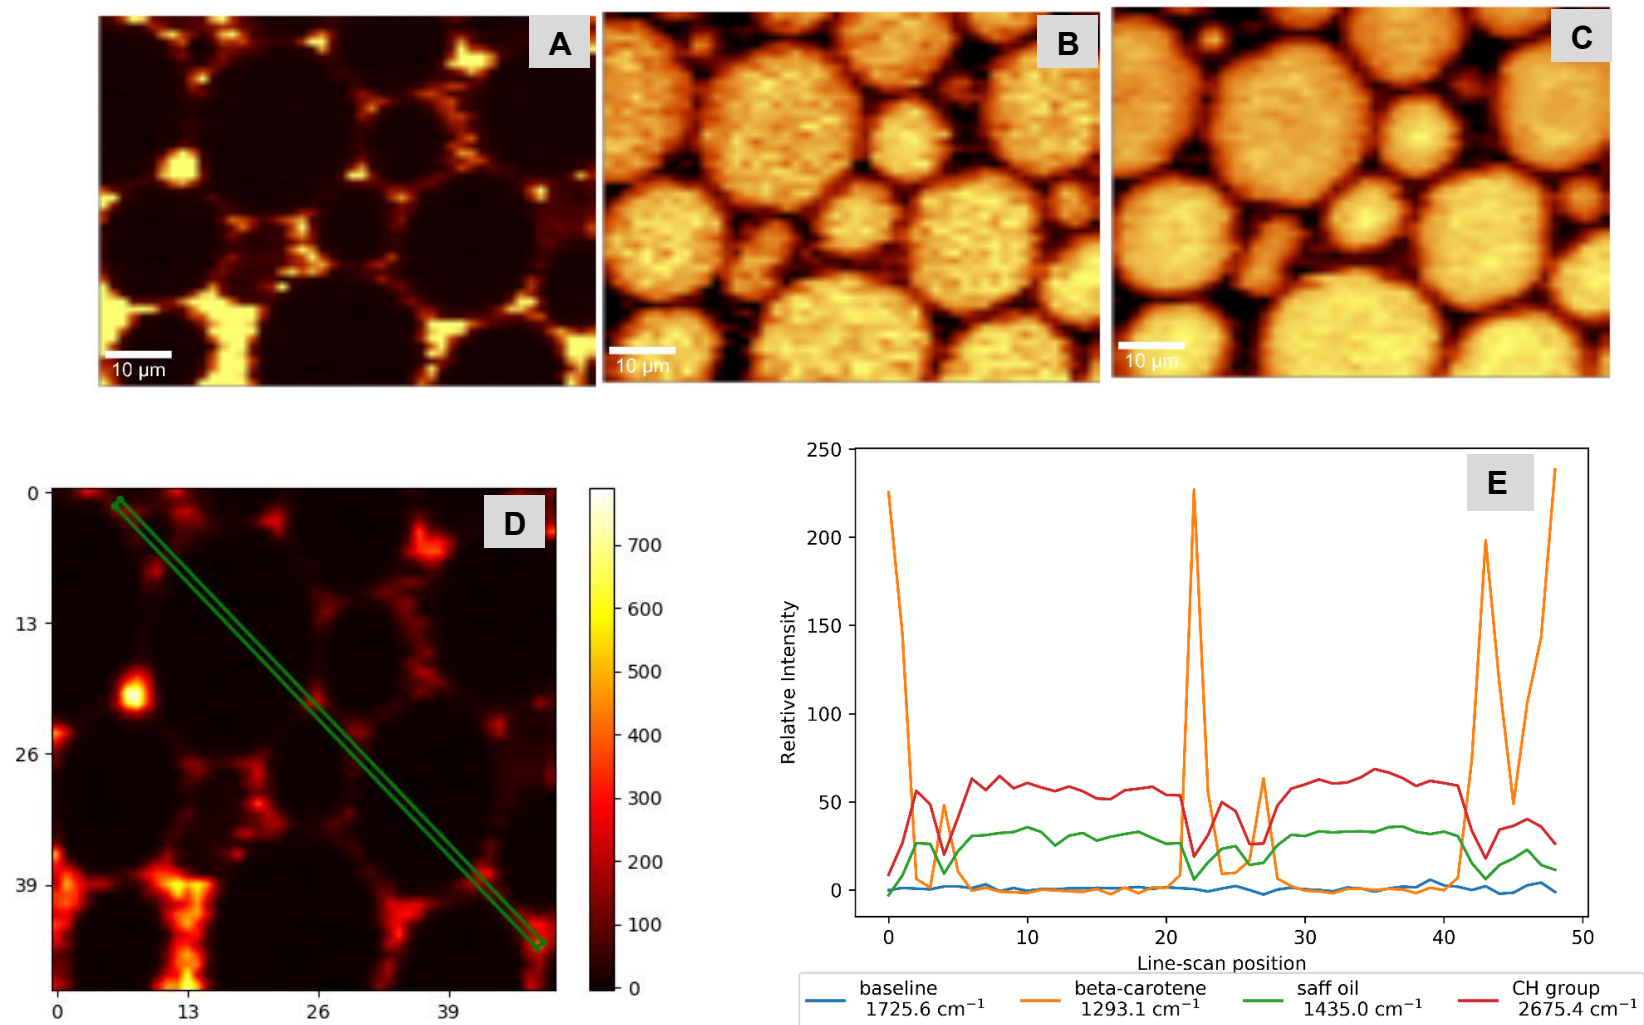 A
B
C
10 µm
10 µm
10 µm
D
0
13
26
39
0
13
26
39
700
600
500
400
300
200
100
0
E
250
200
150
100
50
0
Relative Intensity
0
10
20
30
40
50
Line-scan position
baseline
1725.6 cm⁻¹
beta-carotene
1293.1 cm⁻¹
saff oil
1435.0 cm⁻¹
CH group
2675.4 cm⁻¹